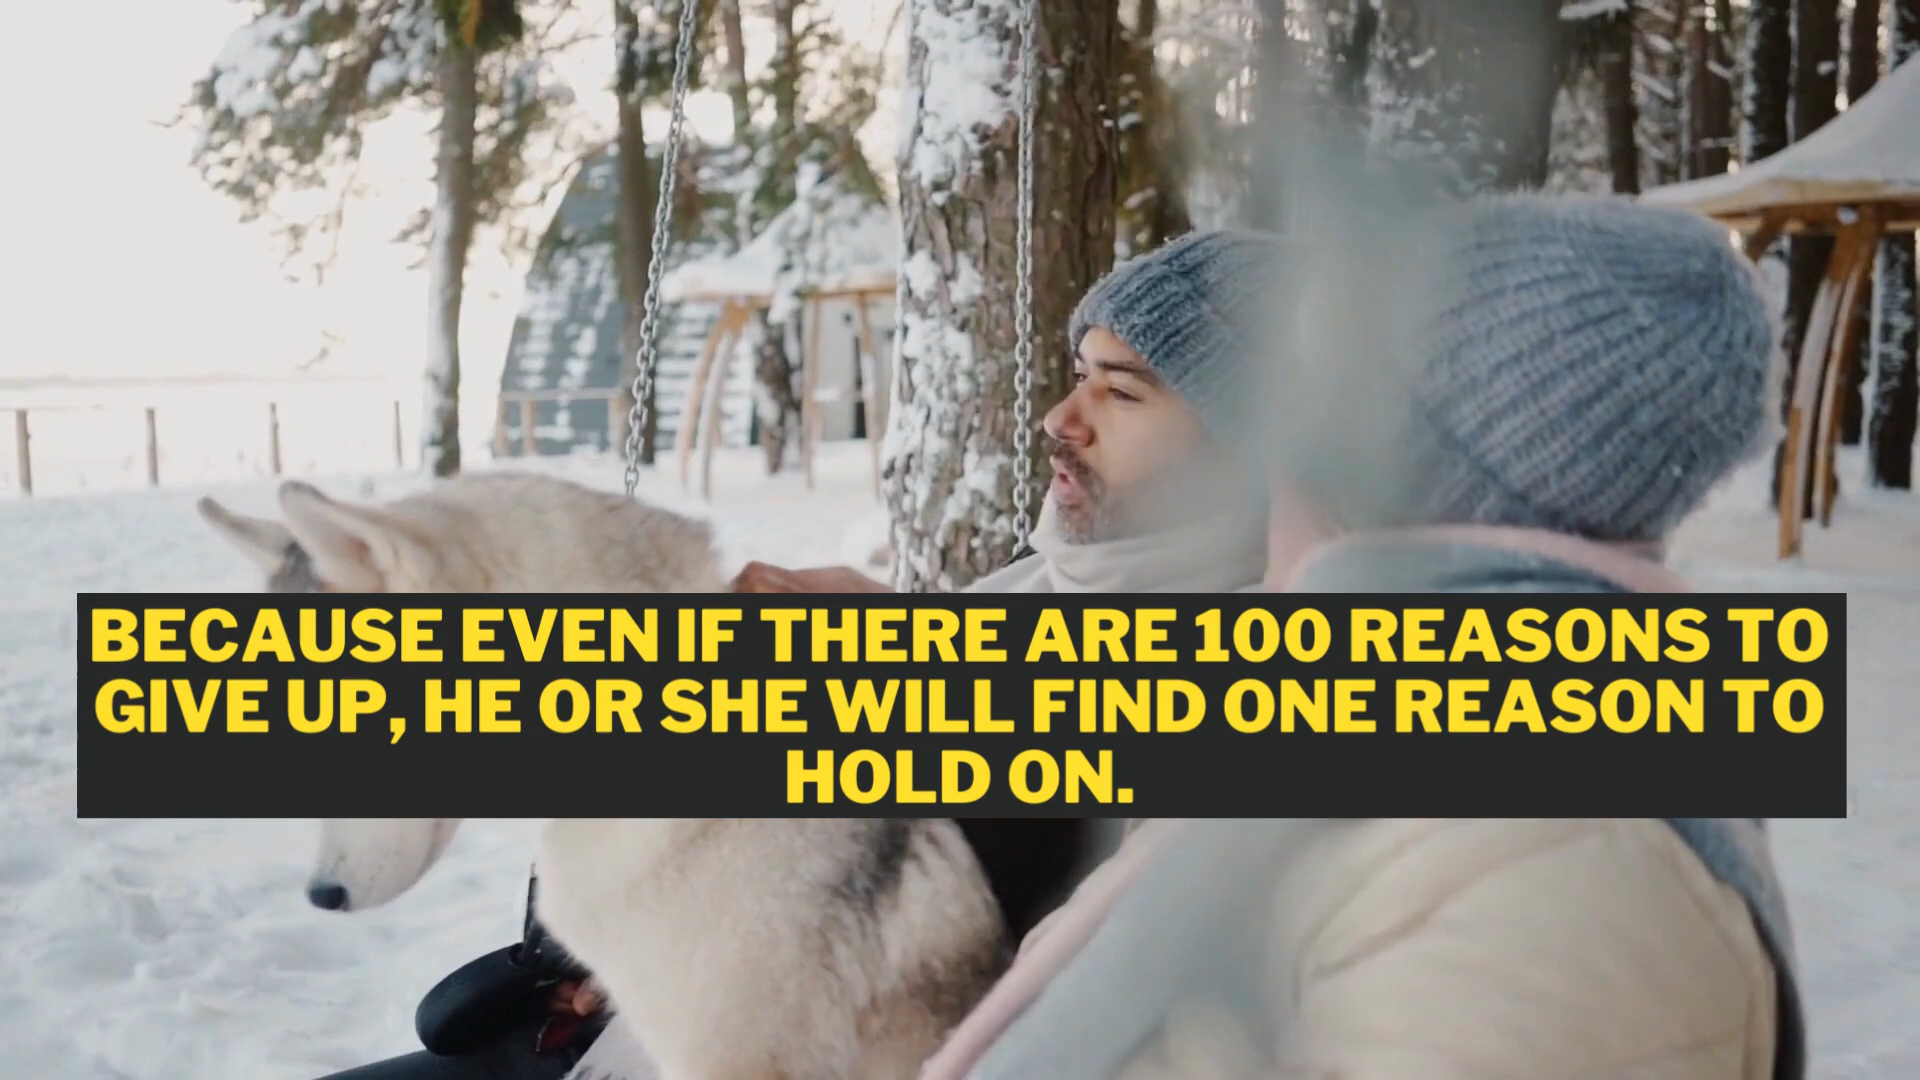 BECAUSE EVEN IF THERE ARE 100 REASONS TO
GIVE UP, HE OR SHE WILL FIND ONE REASON TO
HOLD ON.